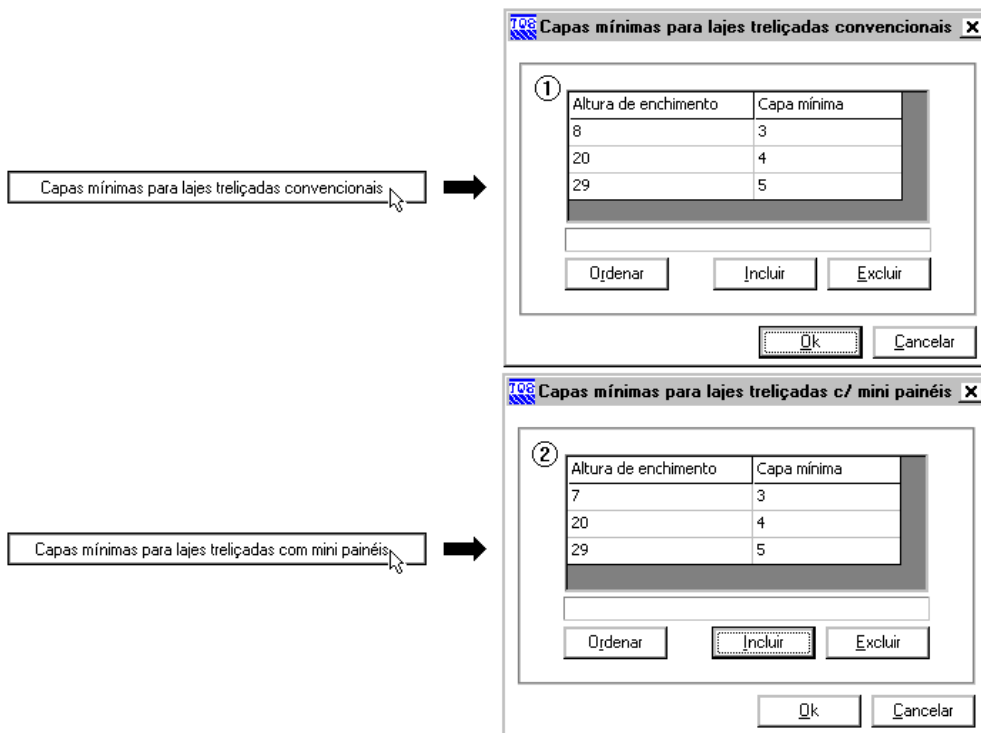 TQS Capas mínimas para lajes treliçadas convencionais X
1
Altura de enchimento Capa mínima
8 3
20 4
29 5
Capas mínimas para lajes treliçadas convencionais
Ordenar Incluir Excluir
Ok Cancelar
TQS Capas mínimas para lajes treliçadas c/ mini painéis X
2
Altura de enchimento Capa mínima
7 3
20 4
29 5
Capas mínimas para lajes treliçadas com mini painéis
Ordenar Incluir Excluir
Ok Cancelar